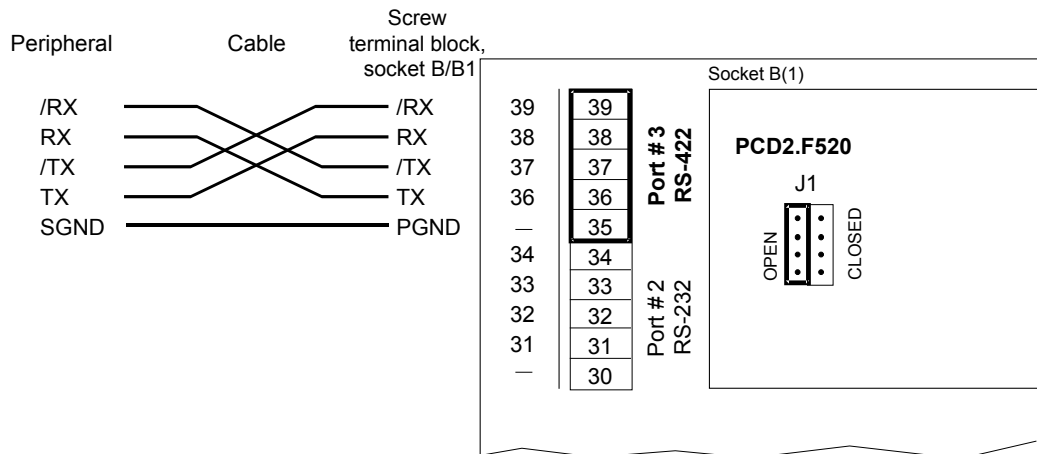 Peripheral
Cable
Screw
terminal block,
socket B/B1
/RX
RX
/TX
TX
SGND
/RX
RX
/TX
TX
PGND
39
38
37
36
—
34
33
32
31
—
39
38
37
36
35
34
33
32
31
30
Port # 3
RS-422
Port # 2
RS-232
Socket B(1)
PCD2.F520
J1
OPEN
CLOSED